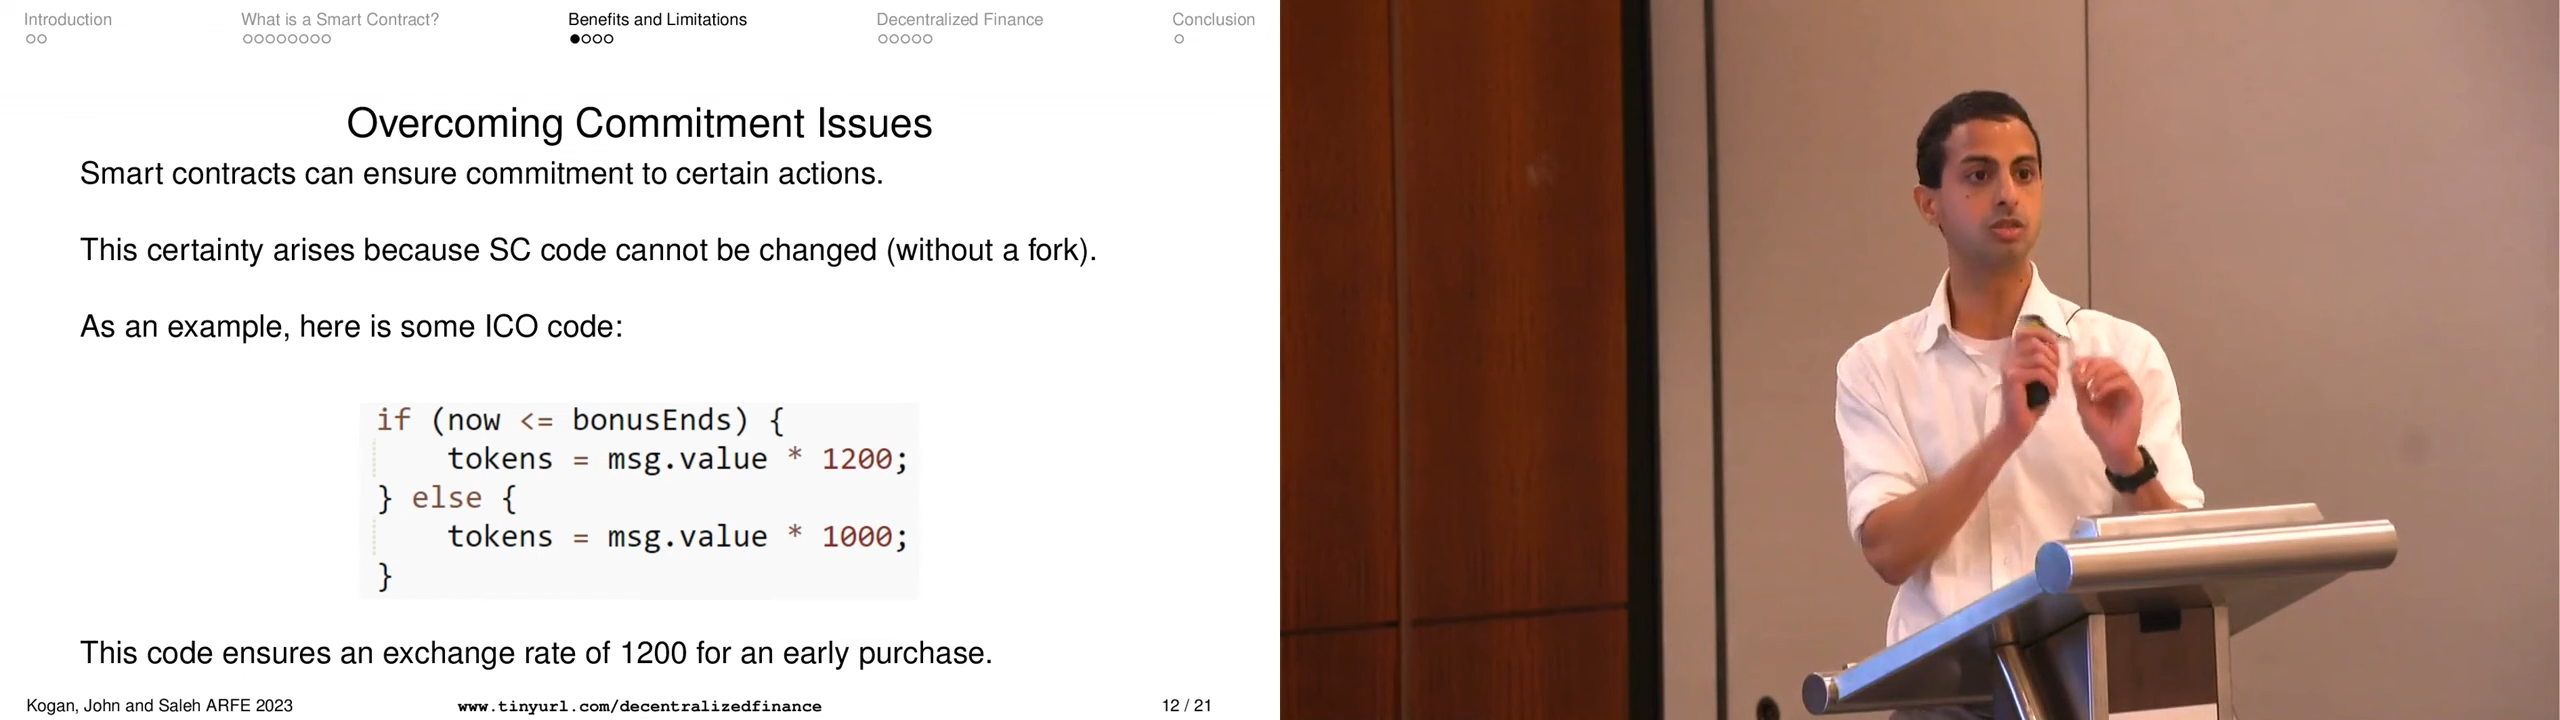 Introduction
What is a Smart Contract?
Benefits and Limitations
Decentralized Finance
Conclusion
Overcoming Commitment Issues
Smart contracts can ensure commitment to certain actions.
This certainty arises because SC code cannot be changed (without a fork).
As an example, here is some ICO code:
if (now <= bonusEnds) {
    tokens = msg.value * 1200;
} else {
    tokens = msg.value * 1000;
}
This code ensures an exchange rate of 1200 for an early purchase.
Kogan, John and Saleh ARFE 2023
www.tinyurl.com/decentralizedfinance
12 / 21